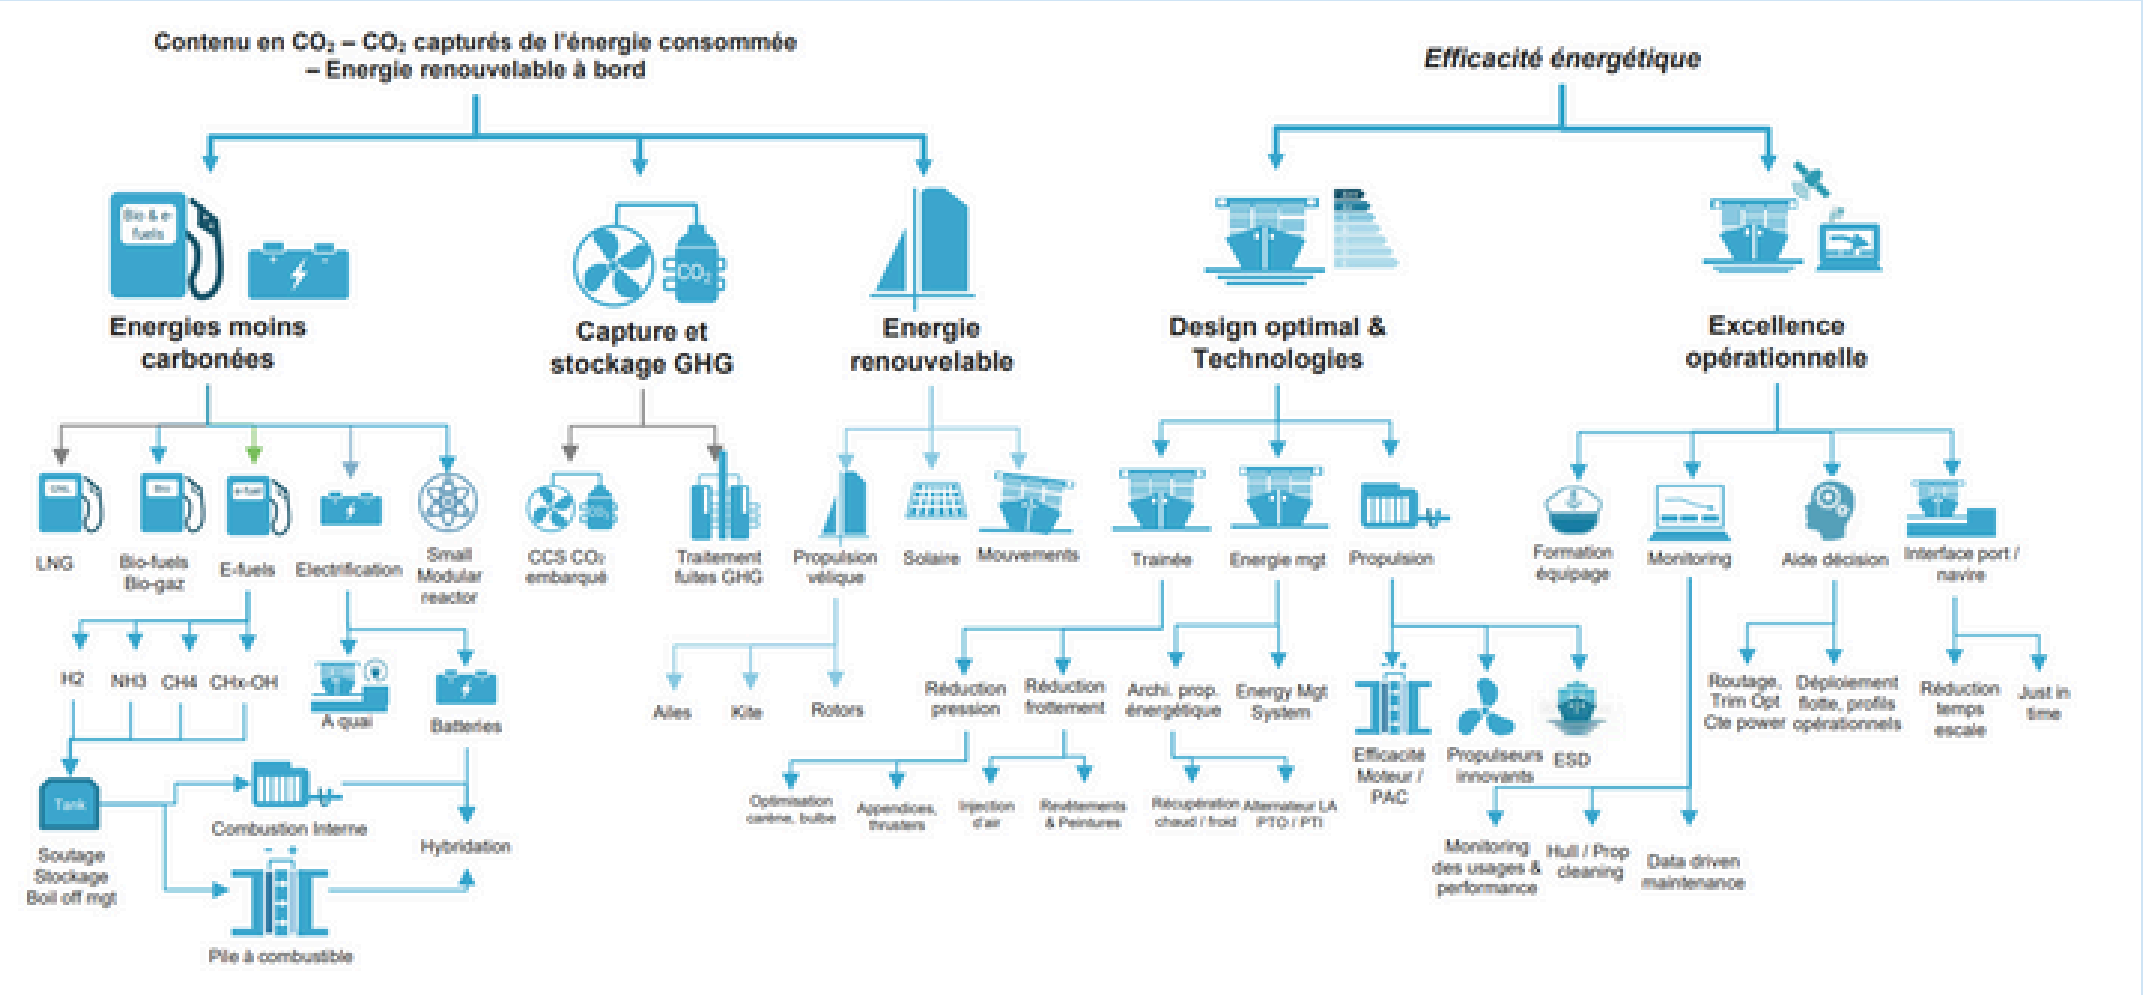 Contenu en CO₂ – CO₂ capturés de l'énergie consommée
– Energie renouvelable à bord
Efficacité énergétique
Bio & e-
fuels
CO₂
Energies moins
carbonées
Capture et
stockage GHG
Energie
renouvelable
Design optimal &
Technologies
Excellence
opérationnelle
Bio
e-fuel
CO₂
LNG
Bio-fuels
Bio-gaz
E-fuels
Electrification
Small
Modular
reactor
CCS CO₂
embarqué
Traitement
fuites GHG
Propulsion
vélique
Solaire
Mouvements
Trainée
Energie mgt
Propulsion
Formation
équipage
Monitoring
Aide décision
Interface port /
navire
H2
NH3
CH4
CHx-OH
A quai
Batteries
Ailes
Kite
Rotors
Réduction
pression
Réduction
frottement
Archi. prop.
énergétique
Energy Mgt
System
Efficacité
Moteur /
PAC
Propulseurs
innovants
ESD
Routage,
Trim Opt
Cte power
Déploiement
flotte, profils
opérationnels
Réduction
temps
escale
Just in
time
Tank
Soutage
Stockage
Boil off mgt
Combustion Interne
Hybridation
Pile à combustible
Optimisation
carène, bulbe
Appendices,
thrusters
Injection
d'air
Revêtements
& Peintures
Récupération
chaud / froid
Alternateur LA
PTO / PTI
Monitoring
des usages &
performance
Hull / Prop
cleaning
Data driven
maintenance